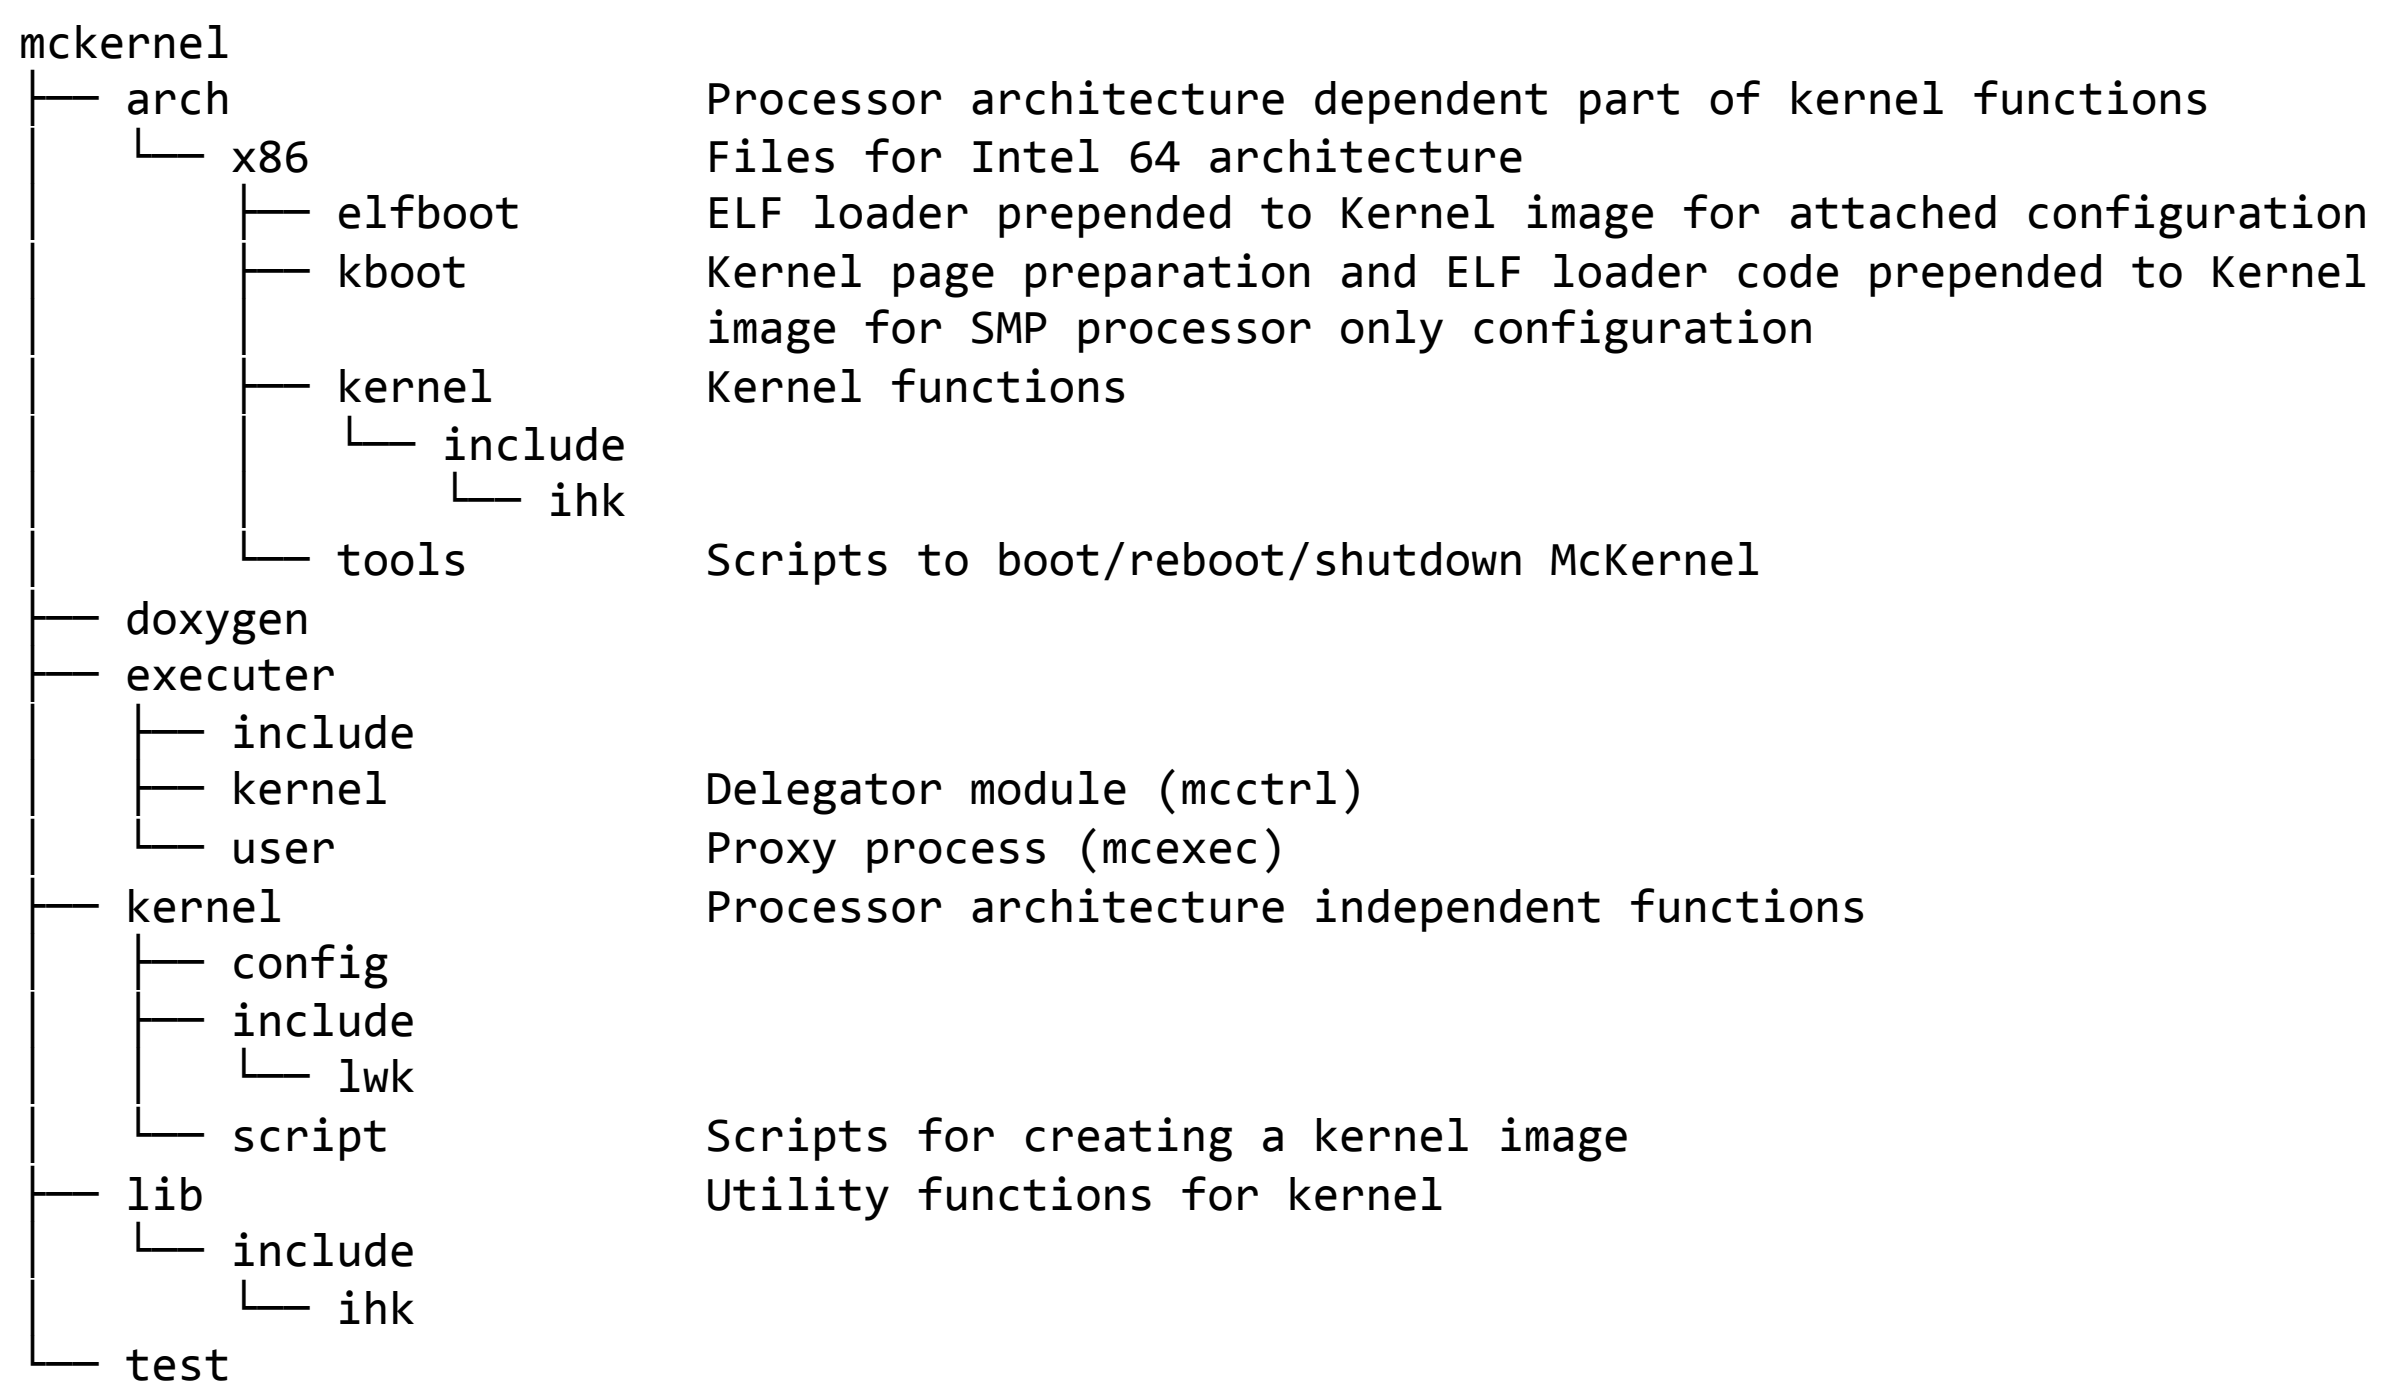 mckernel
├── arch Processor architecture dependent part of kernel functions
│   └── x86 Files for Intel 64 architecture
│       ├── elfboot ELF loader prepended to Kernel image for attached configuration
│       ├── kboot Kernel page preparation and ELF loader code prepended to Kernel
│       │ image for SMP processor only configuration
│       ├── kernel Kernel functions
│       │   └── include
│       │       └── ihk
│       └── tools Scripts to boot/reboot/shutdown McKernel
├── doxygen
├── executer
│   ├── include
│   ├── kernel Delegator module (mcctrl)
│   └── user Proxy process (mcexec)
├── kernel Processor architecture independent functions
│   ├── config
│   ├── include
│   │   └── lwk
│   └── script Scripts for creating a kernel image
├── lib Utility functions for kernel
│   └── include
│       └── ihk
└── test